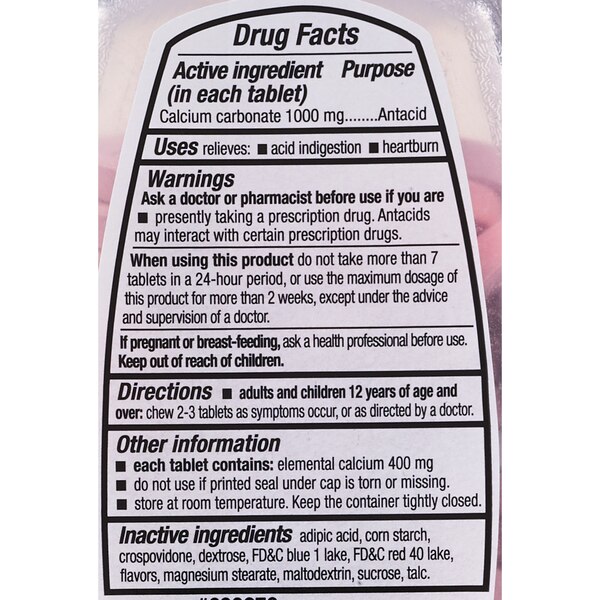 Drug Facts
Active ingredient Purpose
(in each tablet)
Calcium carbonate 1000 mg........Antacid
Uses relieves: ■ acid indigestion ■ heartburn
Warnings
Ask a doctor or pharmacist before use if you are
■ presently taking a prescription drug. Antacids
may interact with certain prescription drugs.
When using this product do not take more than 7
tablets in a 24-hour period, or use the maximum dosage of
this product for more than 2 weeks, except under the advice
and supervision of a doctor.
If pregnant or breast-feeding, ask a health professional before use.
Keep out of reach of children.
Directions ■ adults and children 12 years of age and
over: chew 2-3 tablets as symptoms occur, or as directed by a doctor.
Other information
■ each tablet contains: elemental calcium 400 mg
■ do not use if printed seal under cap is torn or missing.
■ store at room temperature. Keep the container tightly closed.
Inactive ingredients adipic acid, corn starch,
crospovidone, dextrose, FD&C blue 1 lake, FD&C red 40 lake,
flavors, magnesium stearate, maltodextrin, sucrose, talc.